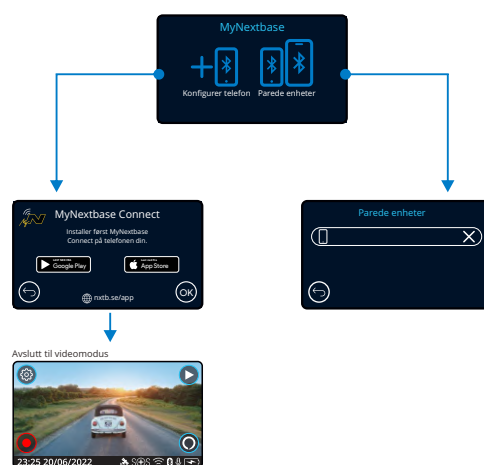 MyNextbase
Konfigurer telefon Parede enheter
MyNextbase Connect
Installer først MyNextbase
Connect på telefonen din.
Google Play
App Store
nxtb.se/app
OK
Parede enheter
Avslutt til videomodus
23:25 20/06/2022 SOS